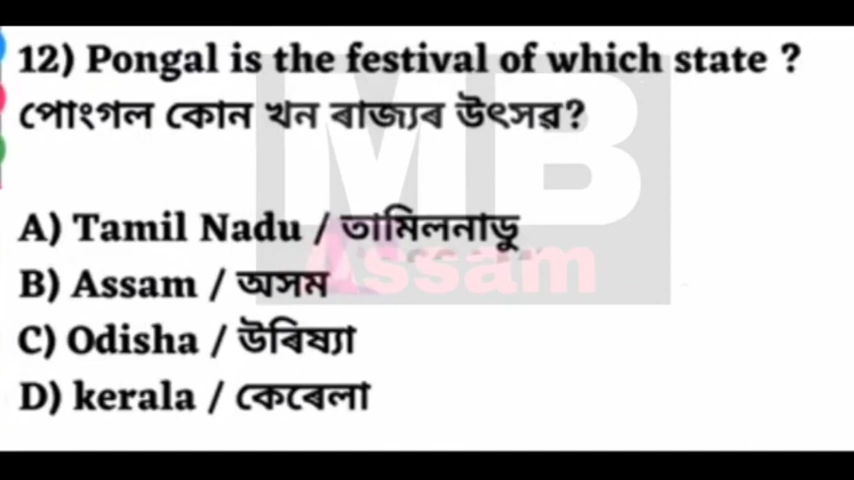 12) Pongal is the festival of which state ?
পোংগল কোন খন ৰাজ্যৰ উৎসৱ?
MB
Assam
A) Tamil Nadu / তামিলনাডু
B) Assam / অসম
C) Odisha / উৰিষ্যা
D) kerala / কেৰেলা